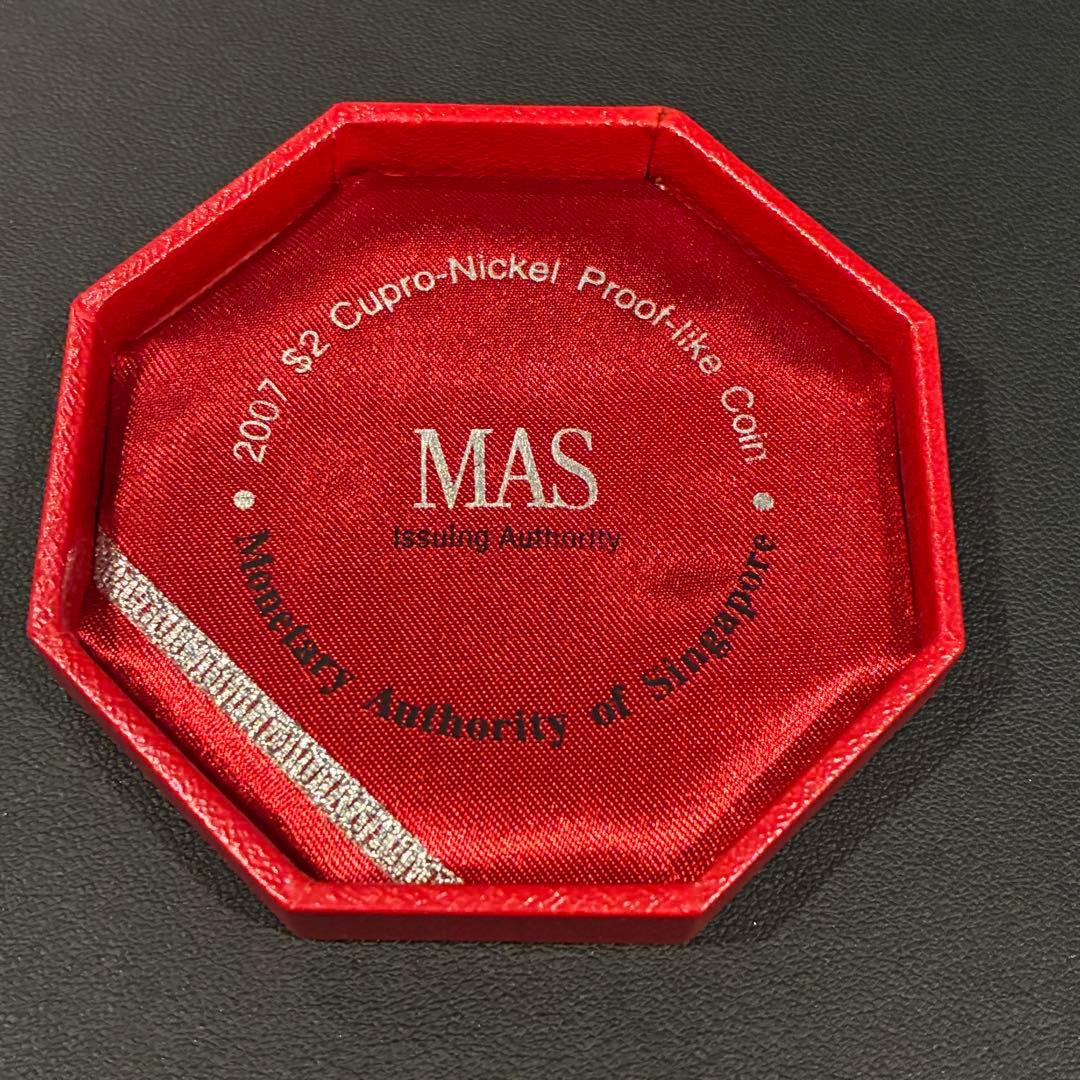 2007 $2 Cupro-Nickel Proof-like Coin
MAS
Issuing Authority
Monetary Authority of Singapore